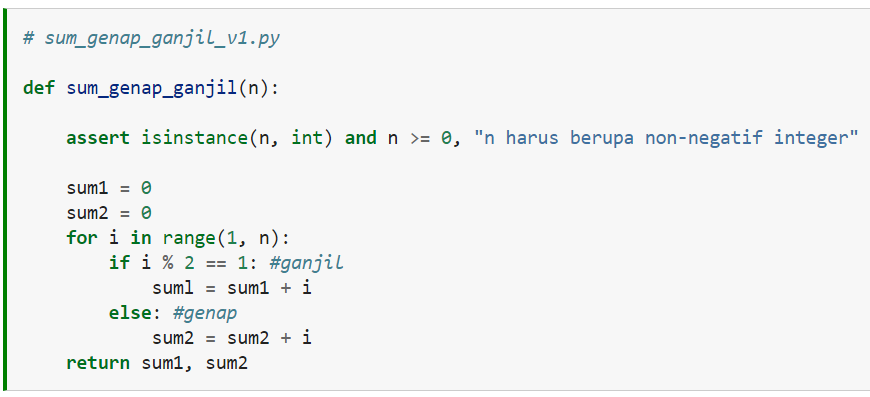 # sum_genap_ganjil_v1.py
def sum_genap_ganjil(n):
assert isinstance(n, int) and n >= 0, "n harus berupa non-negatif integer"
sum1 = 0
sum2 = 0
for i in range(1, n):
if i % 2 == 1: #ganjil
suml = sum1 + i
else: #genap
sum2 = sum2 + i
return sum1, sum2